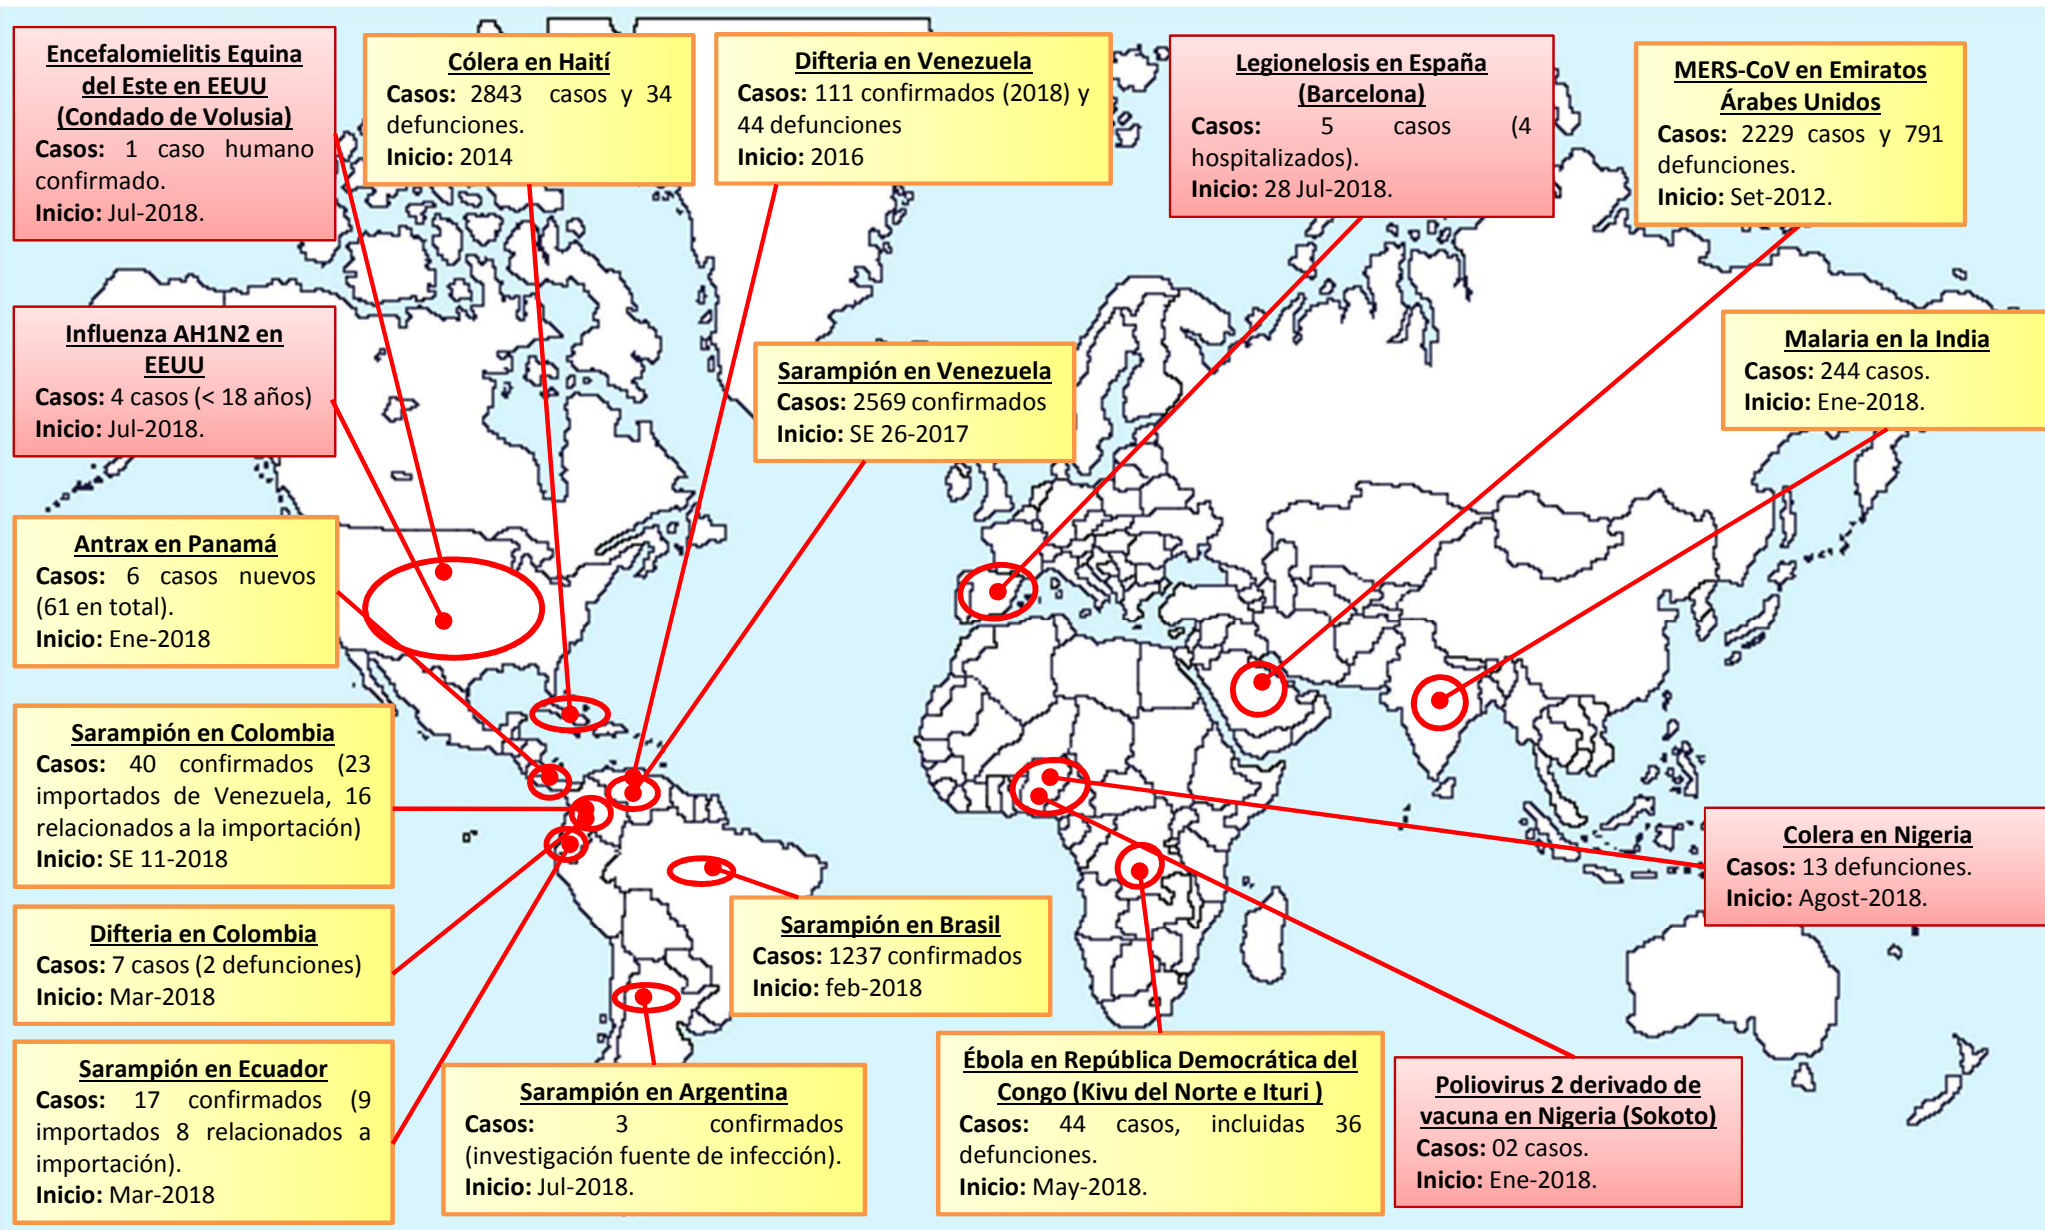 Encefalomielitis Equina
del Este en EEUU
(Condado de Volusia)
Casos: 1 caso humano
confirmado.
Inicio: Jul-2018.
Cólera en Haití
Casos: 2843 casos y 34
defunciones.
Inicio: 2014
Difteria en Venezuela
Casos: 111 confirmados (2018) y
44 defunciones
Inicio: 2016
Legionelosis en España
(Barcelona)
Casos: 5 casos (4
hospitalizados).
Inicio: 28 Jul-2018.
MERS-CoV en Emiratos
Árabes Unidos
Casos: 2229 casos y 791
defunciones.
Inicio: Set-2012.
Influenza AH1N2 en
EEUU
Casos: 4 casos (< 18 años)
Inicio: Jul-2018.
Sarampión en Venezuela
Casos: 2569 confirmados
Inicio: SE 26-2017
Malaria en la India
Casos: 244 casos.
Inicio: Ene-2018.
Antrax en Panamá
Casos: 6 casos nuevos
(61 en total).
Inicio: Ene-2018
Sarampión en Colombia
Casos: 40 confirmados (23
importados de Venezuela, 16
relacionados a la importación)
Inicio: SE 11-2018
Colera en Nigeria
Casos: 13 defunciones.
Inicio: Agost-2018.
Difteria en Colombia
Casos: 7 casos (2 defunciones)
Inicio: Mar-2018
Sarampión en Brasil
Casos: 1237 confirmados
Inicio: feb-2018
Sarampión en Ecuador
Casos: 17 confirmados (9
importados 8 relacionados a
importación).
Inicio: Mar-2018
Sarampión en Argentina
Casos: 3 confirmados
(investigación fuente de infección).
Inicio: Jul-2018.
Ébola en República Democrática del
Congo (Kivu del Norte e Ituri )
Casos: 44 casos, incluidas 36
defunciones.
Inicio: May-2018.
Poliovirus 2 derivado de
vacuna en Nigeria (Sokoto)
Casos: 02 casos.
Inicio: Ene-2018.